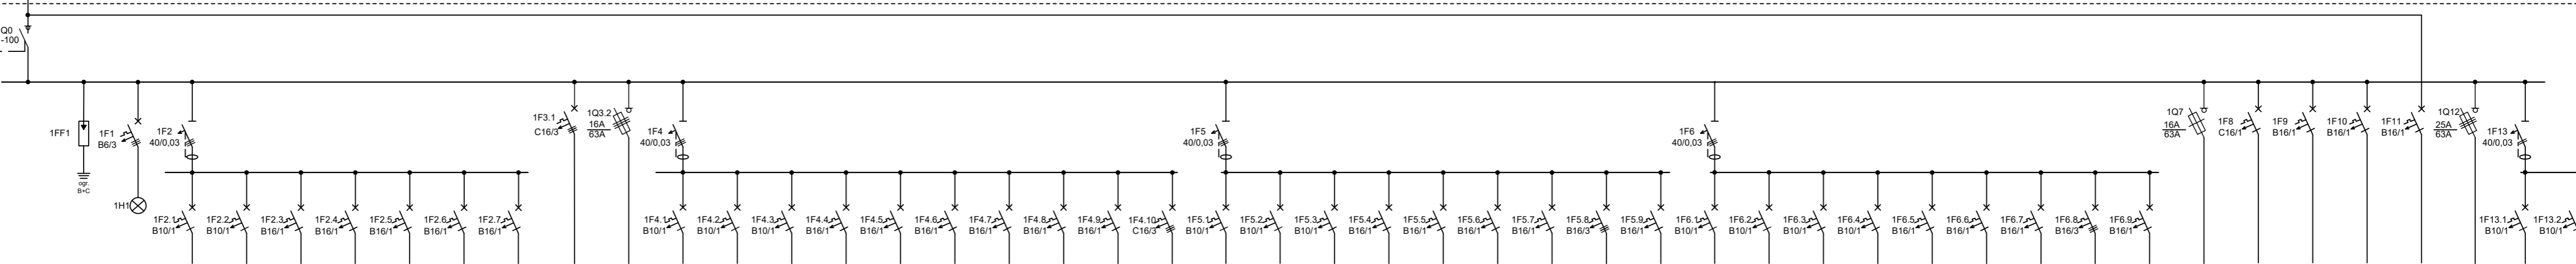 Q0
-100
1FF1
ogr.
B+C
1F1
B6/3
1H1
1F2
40/0,03
1F2.1
B10/1
1F2.2
B10/1
1F2.3
B16/1
1F2.4
B16/1
1F2.5
B16/1
1F2.6
B16/1
1F2.7
B16/1
1F3.1
C16/3
1Q3.2
16A
63A
1F4
40/0,03
1F4.1
B10/1
1F4.2
B10/1
1F4.3
B10/1
1F4.4
B16/1
1F4.5
B16/1
1F4.6
B16/1
1F4.7
B16/1
1F4.8
B16/1
1F4.9
B16/1
1F4.10
C16/3
1F5
40/0,03
1F5.1
B10/1
1F5.2
B10/1
1F5.3
B10/1
1F5.4
B16/1
1F5.5
B16/1
1F5.6
B16/1
1F5.7
B16/1
1F5.8
B16/3
1F5.9
B16/1
1F6
40/0,03
1F6.1
B10/1
1F6.2
B10/1
1F6.3
B10/1
1F6.4
B10/1
1F6.5
B16/1
1F6.6
B16/1
1F6.7
B16/1
1F6.8
B16/3
1F6.9
B16/1
1Q7
16A
63A
1F8
C16/1
1F9
B16/1
1F10
B16/1
1F11
B16/1
1Q12
25A
63A
1F13
40/0,03
1F13.1
B10/1
1F13.2
B10/1